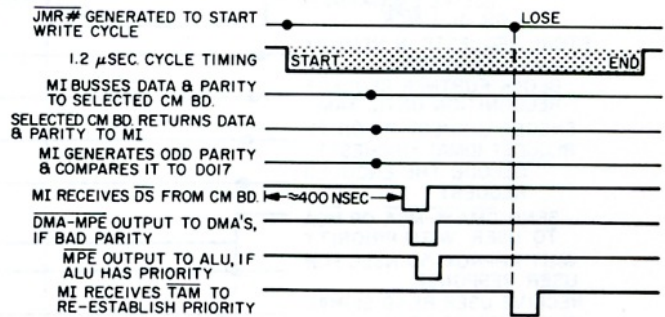 JMR# GENERATED TO START
WRITE CYCLE
LOSE
1.2 μSEC. CYCLE TIMING
START
END
MI BUSSES DATA & PARITY
TO SELECTED CM BD.
SELECTED CM BD. RETURNS DATA
& PARITY TO MI
MI GENERATES ODD PARITY
& COMPARES IT TO DO17
MI RECEIVES DS FROM CM BD.
≈400 NSEC
DMA-MPE OUTPUT TO DMA'S,
IF BAD PARITY
MPE OUTPUT TO ALU, IF
ALU HAS PRIORITY
MI RECEIVES TAM TO
RE-ESTABLISH PRIORITY